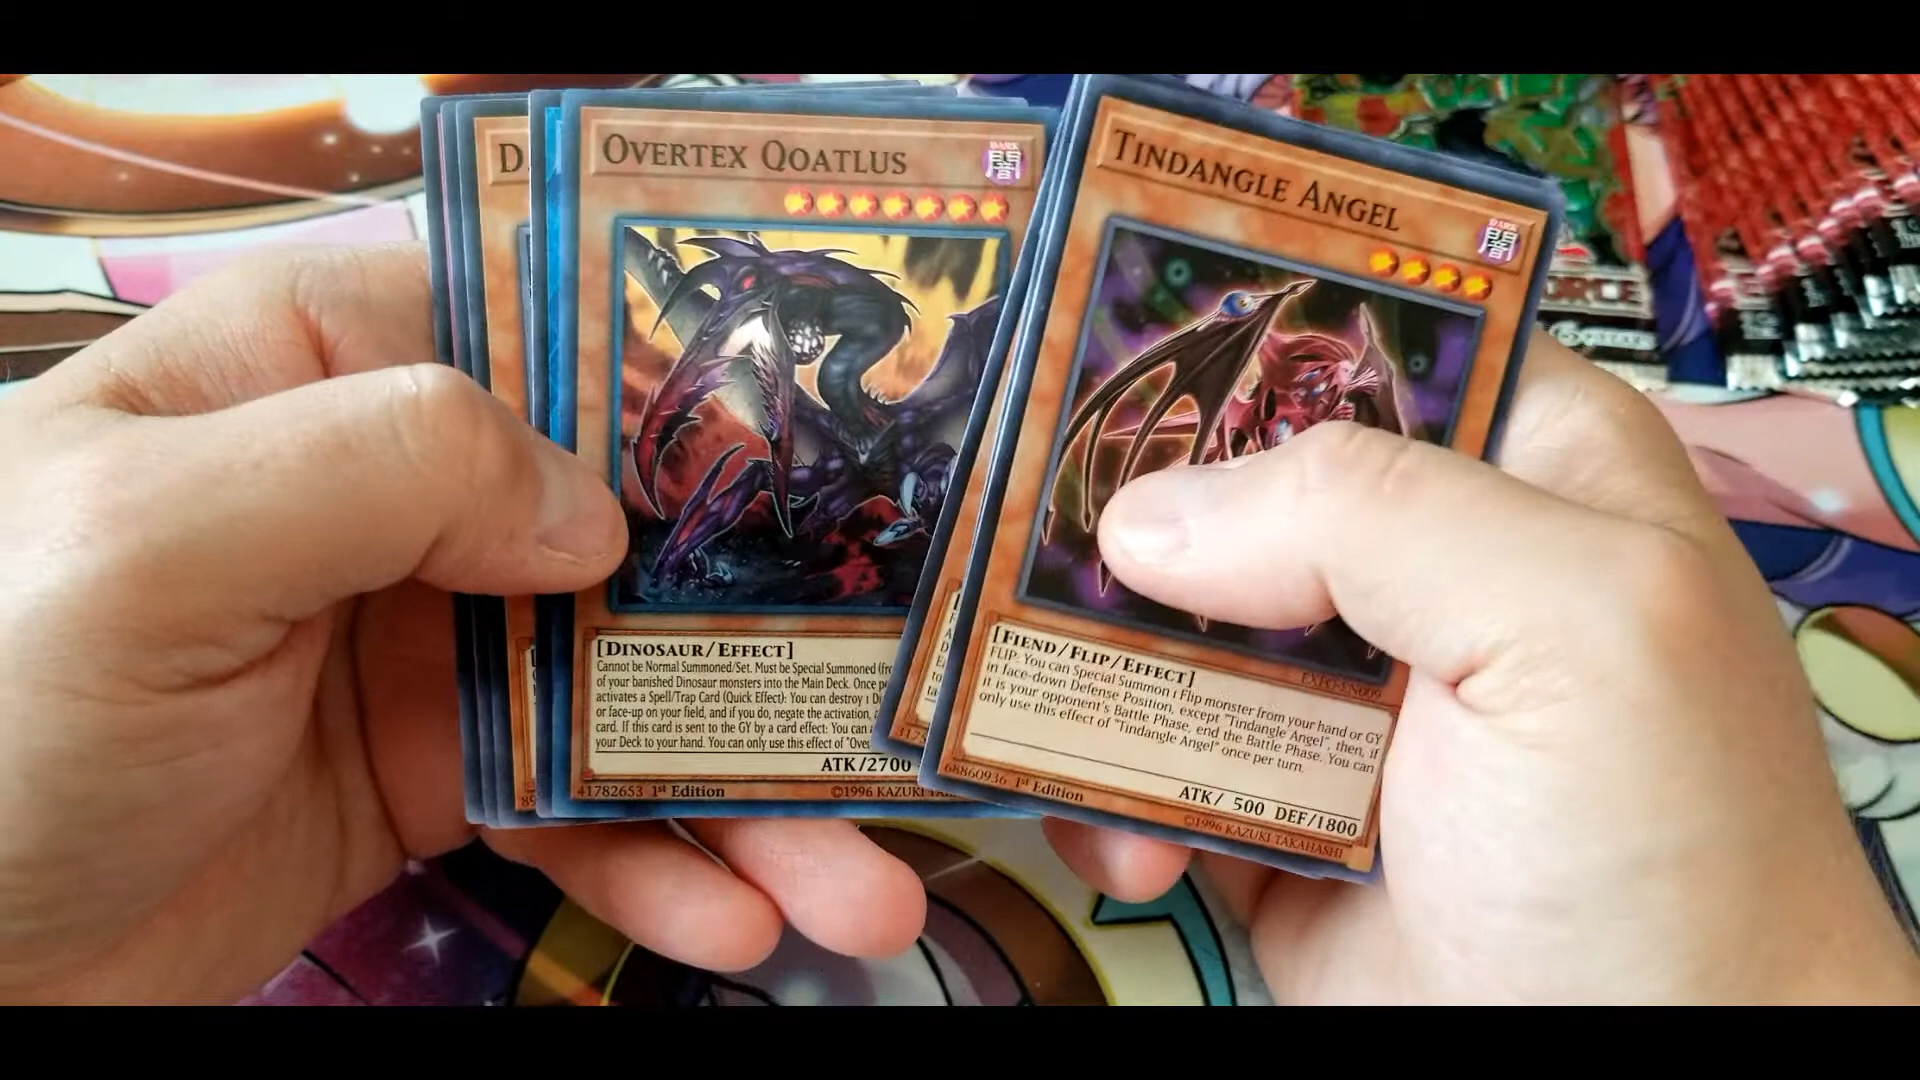 D
OVERTEX QOATLUS
DARK
闇
[DINOSAUR/EFFECT]
Cannot be Normal Summoned/Set. Must be Special Summoned (fr
of your banished Dinosaur monsters into the Main Deck. Once pe
activates a Spell/Trap Card (Quick Effect): You can destroy 1 D
or face-up on your field, and if you do, negate the activation,
card. If this card is sent to the GY by a card effect: You can
your Deck to your hand. You can only use this effect of "Over
ATK/2700
41782653 1st Edition
©1996 KAZUKI
TINDANGLE ANGEL
DARK
闇
[FIEND/FLIP/EFFECT]
EXFO-EN009
FLIP: You can Special Summon 1 Flip monster from your hand or GY
in face-down Defense Position, except "Tindangle Angel", then, if
it is your opponent's Battle Phase, end the Battle Phase. You can
only use this effect of "Tindangle Angel" once per turn.
ATK/ 500 DEF/1800
68860936 1st Edition
©1996 KAZUKI TAKAHASHI
3175
89
FORCE